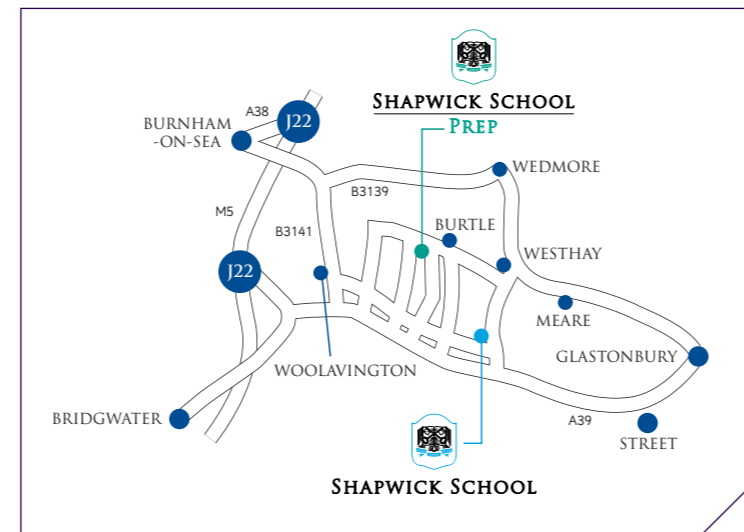 SHAPWICK SCHOOL
PREP
A38
J22
BURNHAM
-ON-SEA
WEDMORE
B3139
M5
BURTLE
B3141
WESTHAY
J22
MEARE
GLASTONBURY
WOOLAVINGTON
BRIDGWATER
A39
STREET
SHAPWICK SCHOOL